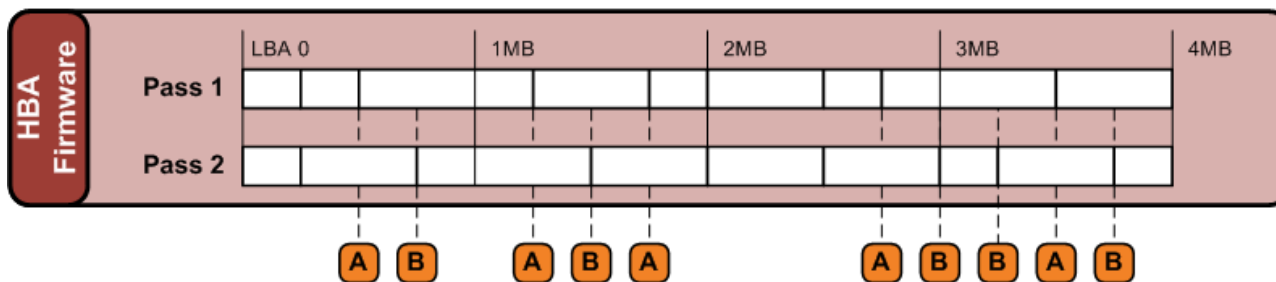 HBA
Firmware
LBA 0 1MB 2MB 3MB 4MB
Pass 1
Pass 2
A B A B A A B B A B